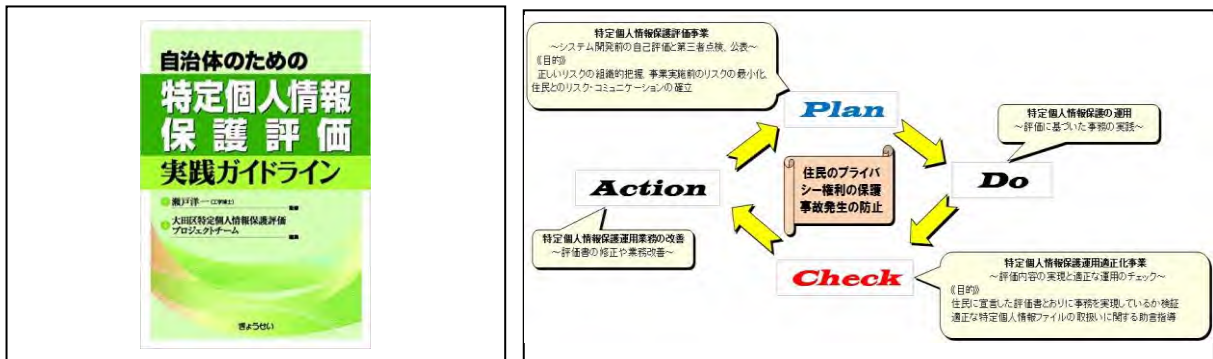 自治体のための
特定個人情報
保護評価
実践ガイドライン
瀬戸洋一(工学博士)
大田区特定個人情報保護評価
プロジェクトチーム
ぎょうせい
特定個人情報保護評価事業
～システム開発前の自己評価と第三者点検、公表～
《目的》
正しいリスクの組織的把握、事業実施前のリスクの最小化、
住民とのリスク・コミュニケーションの確立
Plan
特定個人情報保護の運用
～評価に基づいた事務の実践～
Do
住民のプライバ
シー権利の保護
事故発生の防止
Action
特定個人情報保護運用業務の改善
～評価書の修正や業務改善～
Check
特定個人情報保護運用適正化事業
～評価内容の実現と適正な運用のチェック～
《目的》
住民に宣言した評価書とおりに事務を実現しているか検証
適正な特定個人情報ファイルの取扱いに関する助言指導